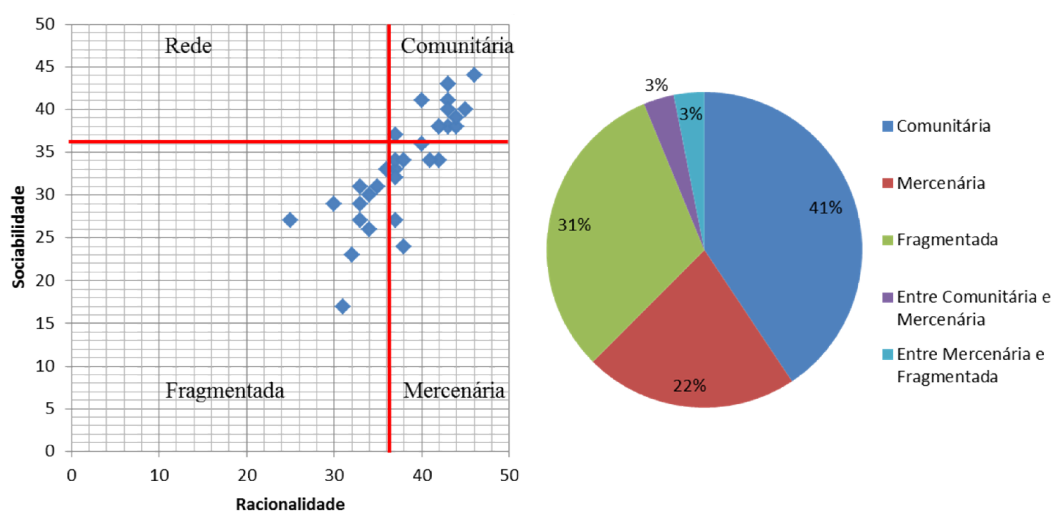 50
45
40
35
30
25
20
15
10
5
0
0 10 20 30 40 50
Sociabilidade
Racionalidade
Rede
Comunitária
Fragmentada
Mercenária
3%
3%
41%
31%
22%
Comunitária
Mercenária
Fragmentada
Entre Comunitária e
Mercenária
Entre Mercenária e
Fragmentada